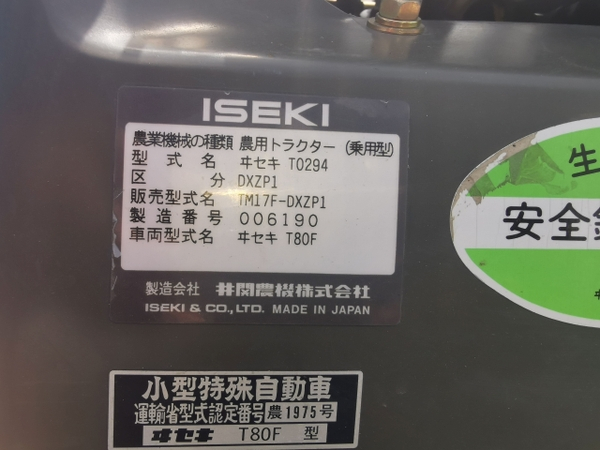 ISEKI
農業機械の種類 農用トラクター (乗用型)
型式名 ヰセキ T0294
区分 DXZP1
販売型式名 TM17F-DXZP1
製造番号 006190
車両型式名 ヰセキ T80F
製造会社 井関農機株式会社
ISEKI & CO.,LTD. MADE IN JAPAN
生
安全
小型特殊自動車
運輸省型式認定番号 農1975号
ヰセキ T80F 型